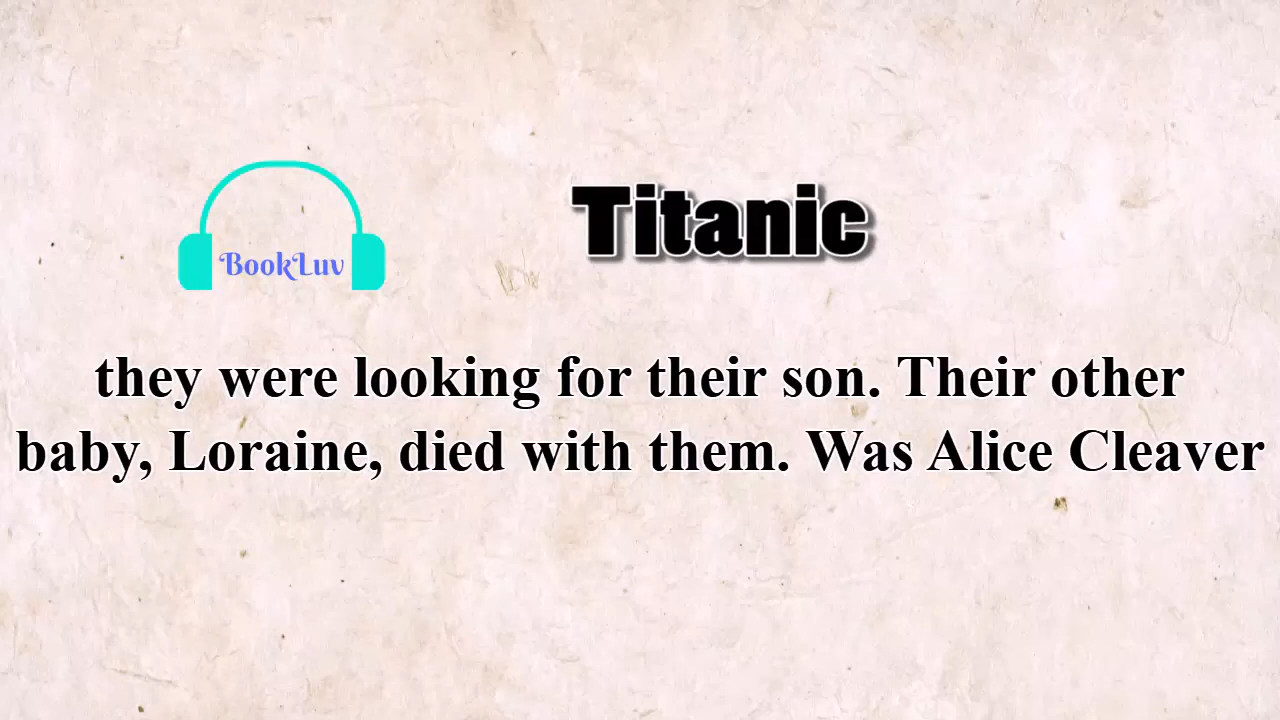 BookLuv
Titanic
they were looking for their son. Their other
baby, Loraine, died with them. Was Alice Cleaver